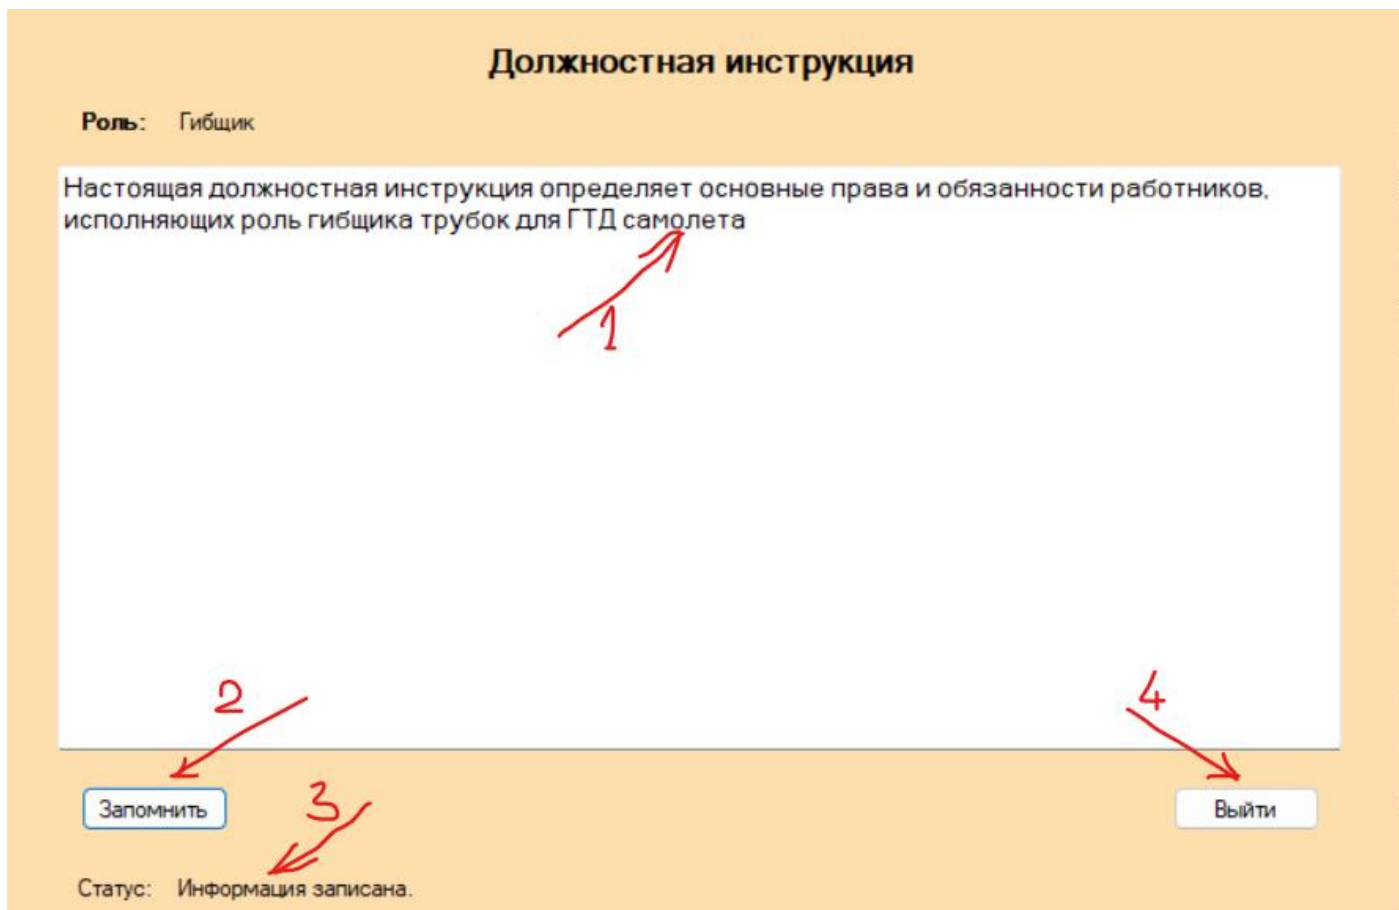 Должностная инструкция
Роль: Гибщик
Настоящая должностная инструкция определяет основные права и обязанности работников,
исполняющих роль гибщика трубок для ГТД самолета
1
2
4
Запомнить
3
Выйти
Статус: Информация записана.